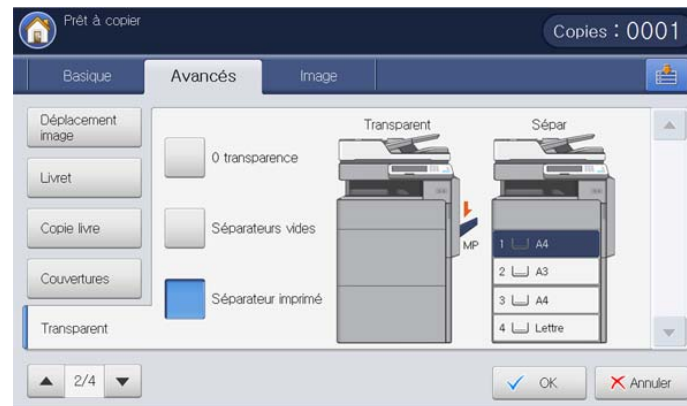 Prêt à copier
Copies : 0001
Basique
Avancés
Image
Déplacement
image
Livret
Copie livre
Couvertures
Transparent
0 transparence
Séparateurs vides
Séparateur imprimé
Transparent
MP
Sépar
1 A4
2 A3
3 A4
4 Lettre
2/4
OK
Annuler